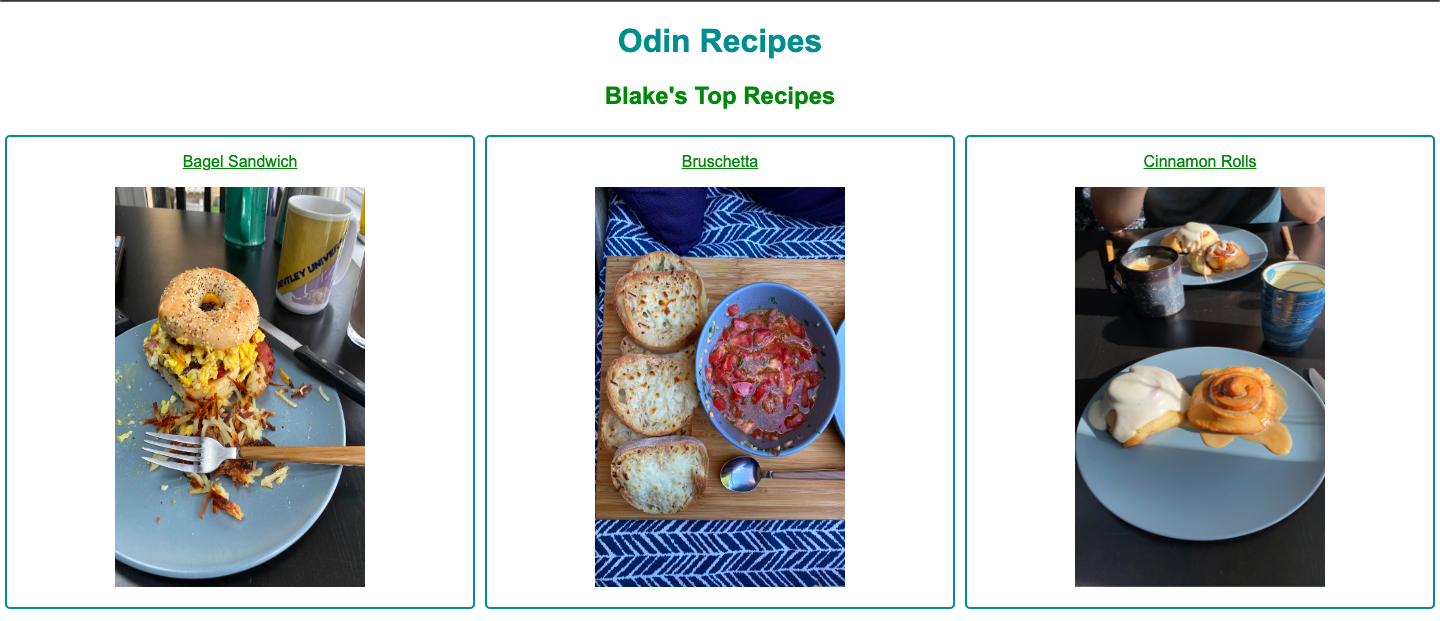 Odin Recipes
Blake's Top Recipes
Bagel Sandwich
Bruschetta
Cinnamon Rolls